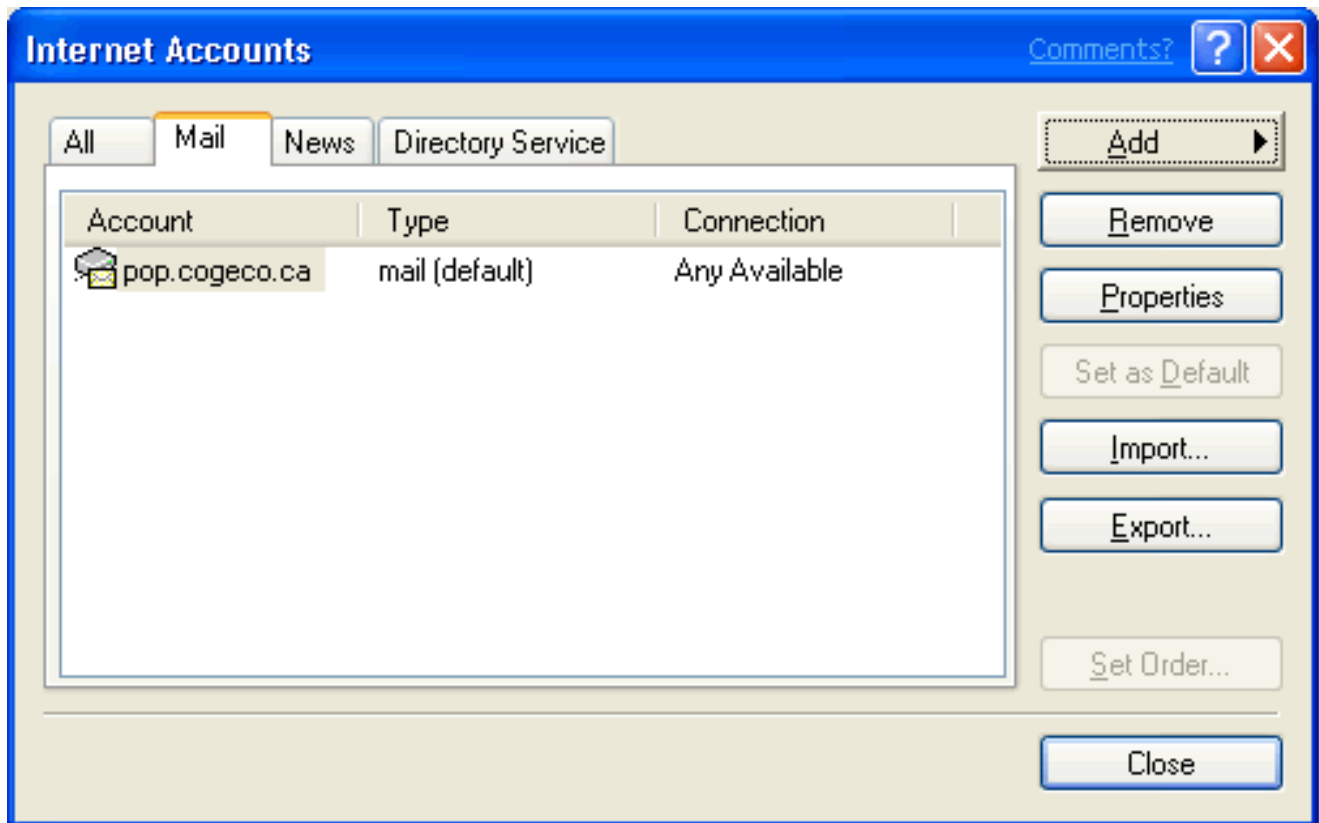 Internet Accounts Comments? ?
All Mail News Directory Service Add
Account Type Connection Remove
pop.cogeco.ca mail (default) Any Available
Properties
Set as Default
Import...
Export...
Set Order...
Close